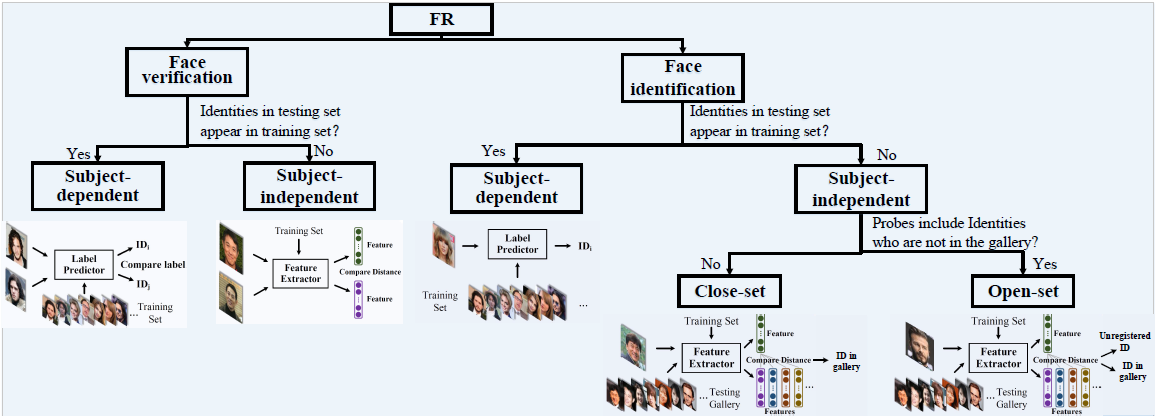 FR
Face
verification
Face
identification
Identities in testing set
appear in training set?
Identities in testing set
appear in training set?
Yes
No
Yes
No
Subject-
dependent
Subject-
independent
Subject-
dependent
Subject-
independent
Label
Predictor
IDi
Compare label
IDj
... Training
Set
Training Set
Feature
Extractor
Feature
Compare Distance
Feature
Label
Predictor
IDi
Training
Set
...
Probes include Identities
who are not in the gallery?
No
Yes
Close-set
Open-set
Training Set
Feature
Extractor
Feature
Compare Distance
ID in
gallery
...Testing
Gallery
...
Features
Training Set
Feature
Extractor
Feature
Compare Distance
Unregistered
ID
ID in
gallery
...Testing
Gallery
...
Features